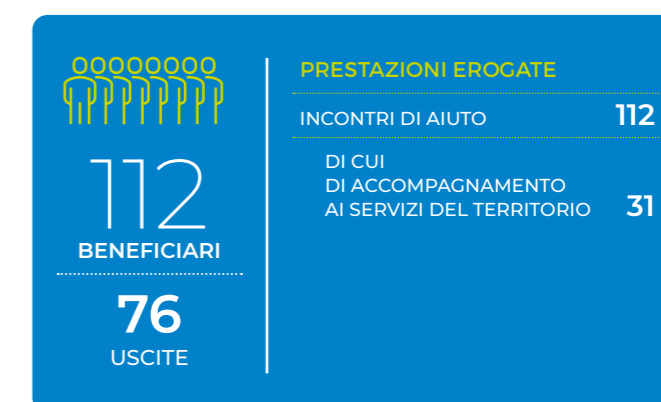 112
BENEFICIARI
76
USCITE
PRESTAZIONI EROGATE
INCONTRI DI AIUTO 112
DI CUI
DI ACCOMPAGNAMENTO
AI SERVIZI DEL TERRITORIO 31